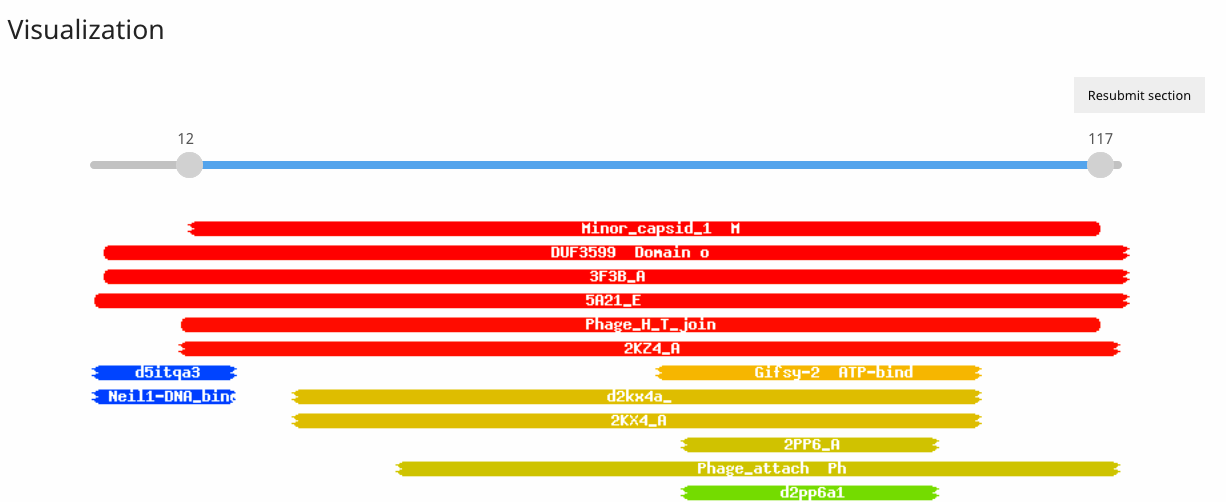 Visualization
Resubmit section
12 117
Minor_capsid_1 M
DUF3599 Domain o
3F3B_A
5A21_E
Phage_H_T_join
2KZ4_A
d5itqa3 Gifsy-2 ATP-bind
Neil1-DNA_bind d2kx4a_
2KX4_A
2PP6_A
Phage_attach Ph
d2pp6a1